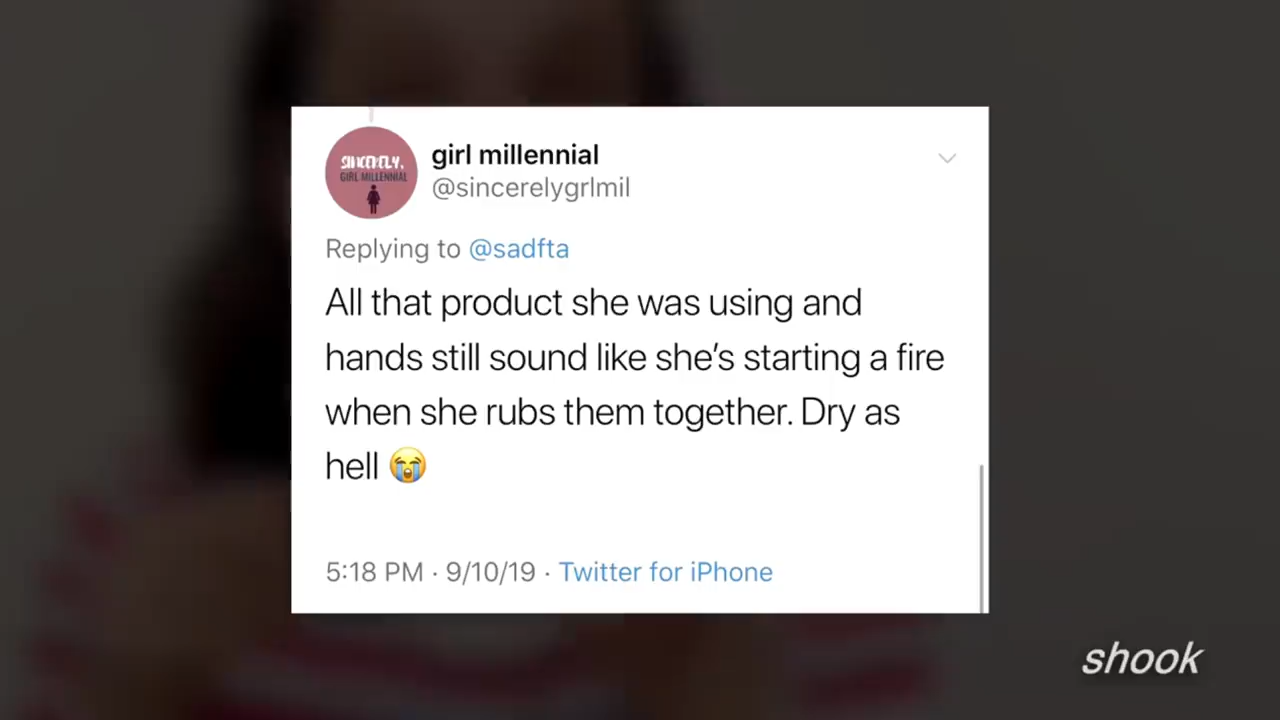 SINCERELY,
GIRL MILLENNIAL
girl millennial
@sincerelygrlmil
Replying to @sadfta
All that product she was using and
hands still sound like she's starting a fire
when she rubs them together. Dry as
hell 😭
5:18 PM · 9/10/19 · Twitter for iPhone
shook